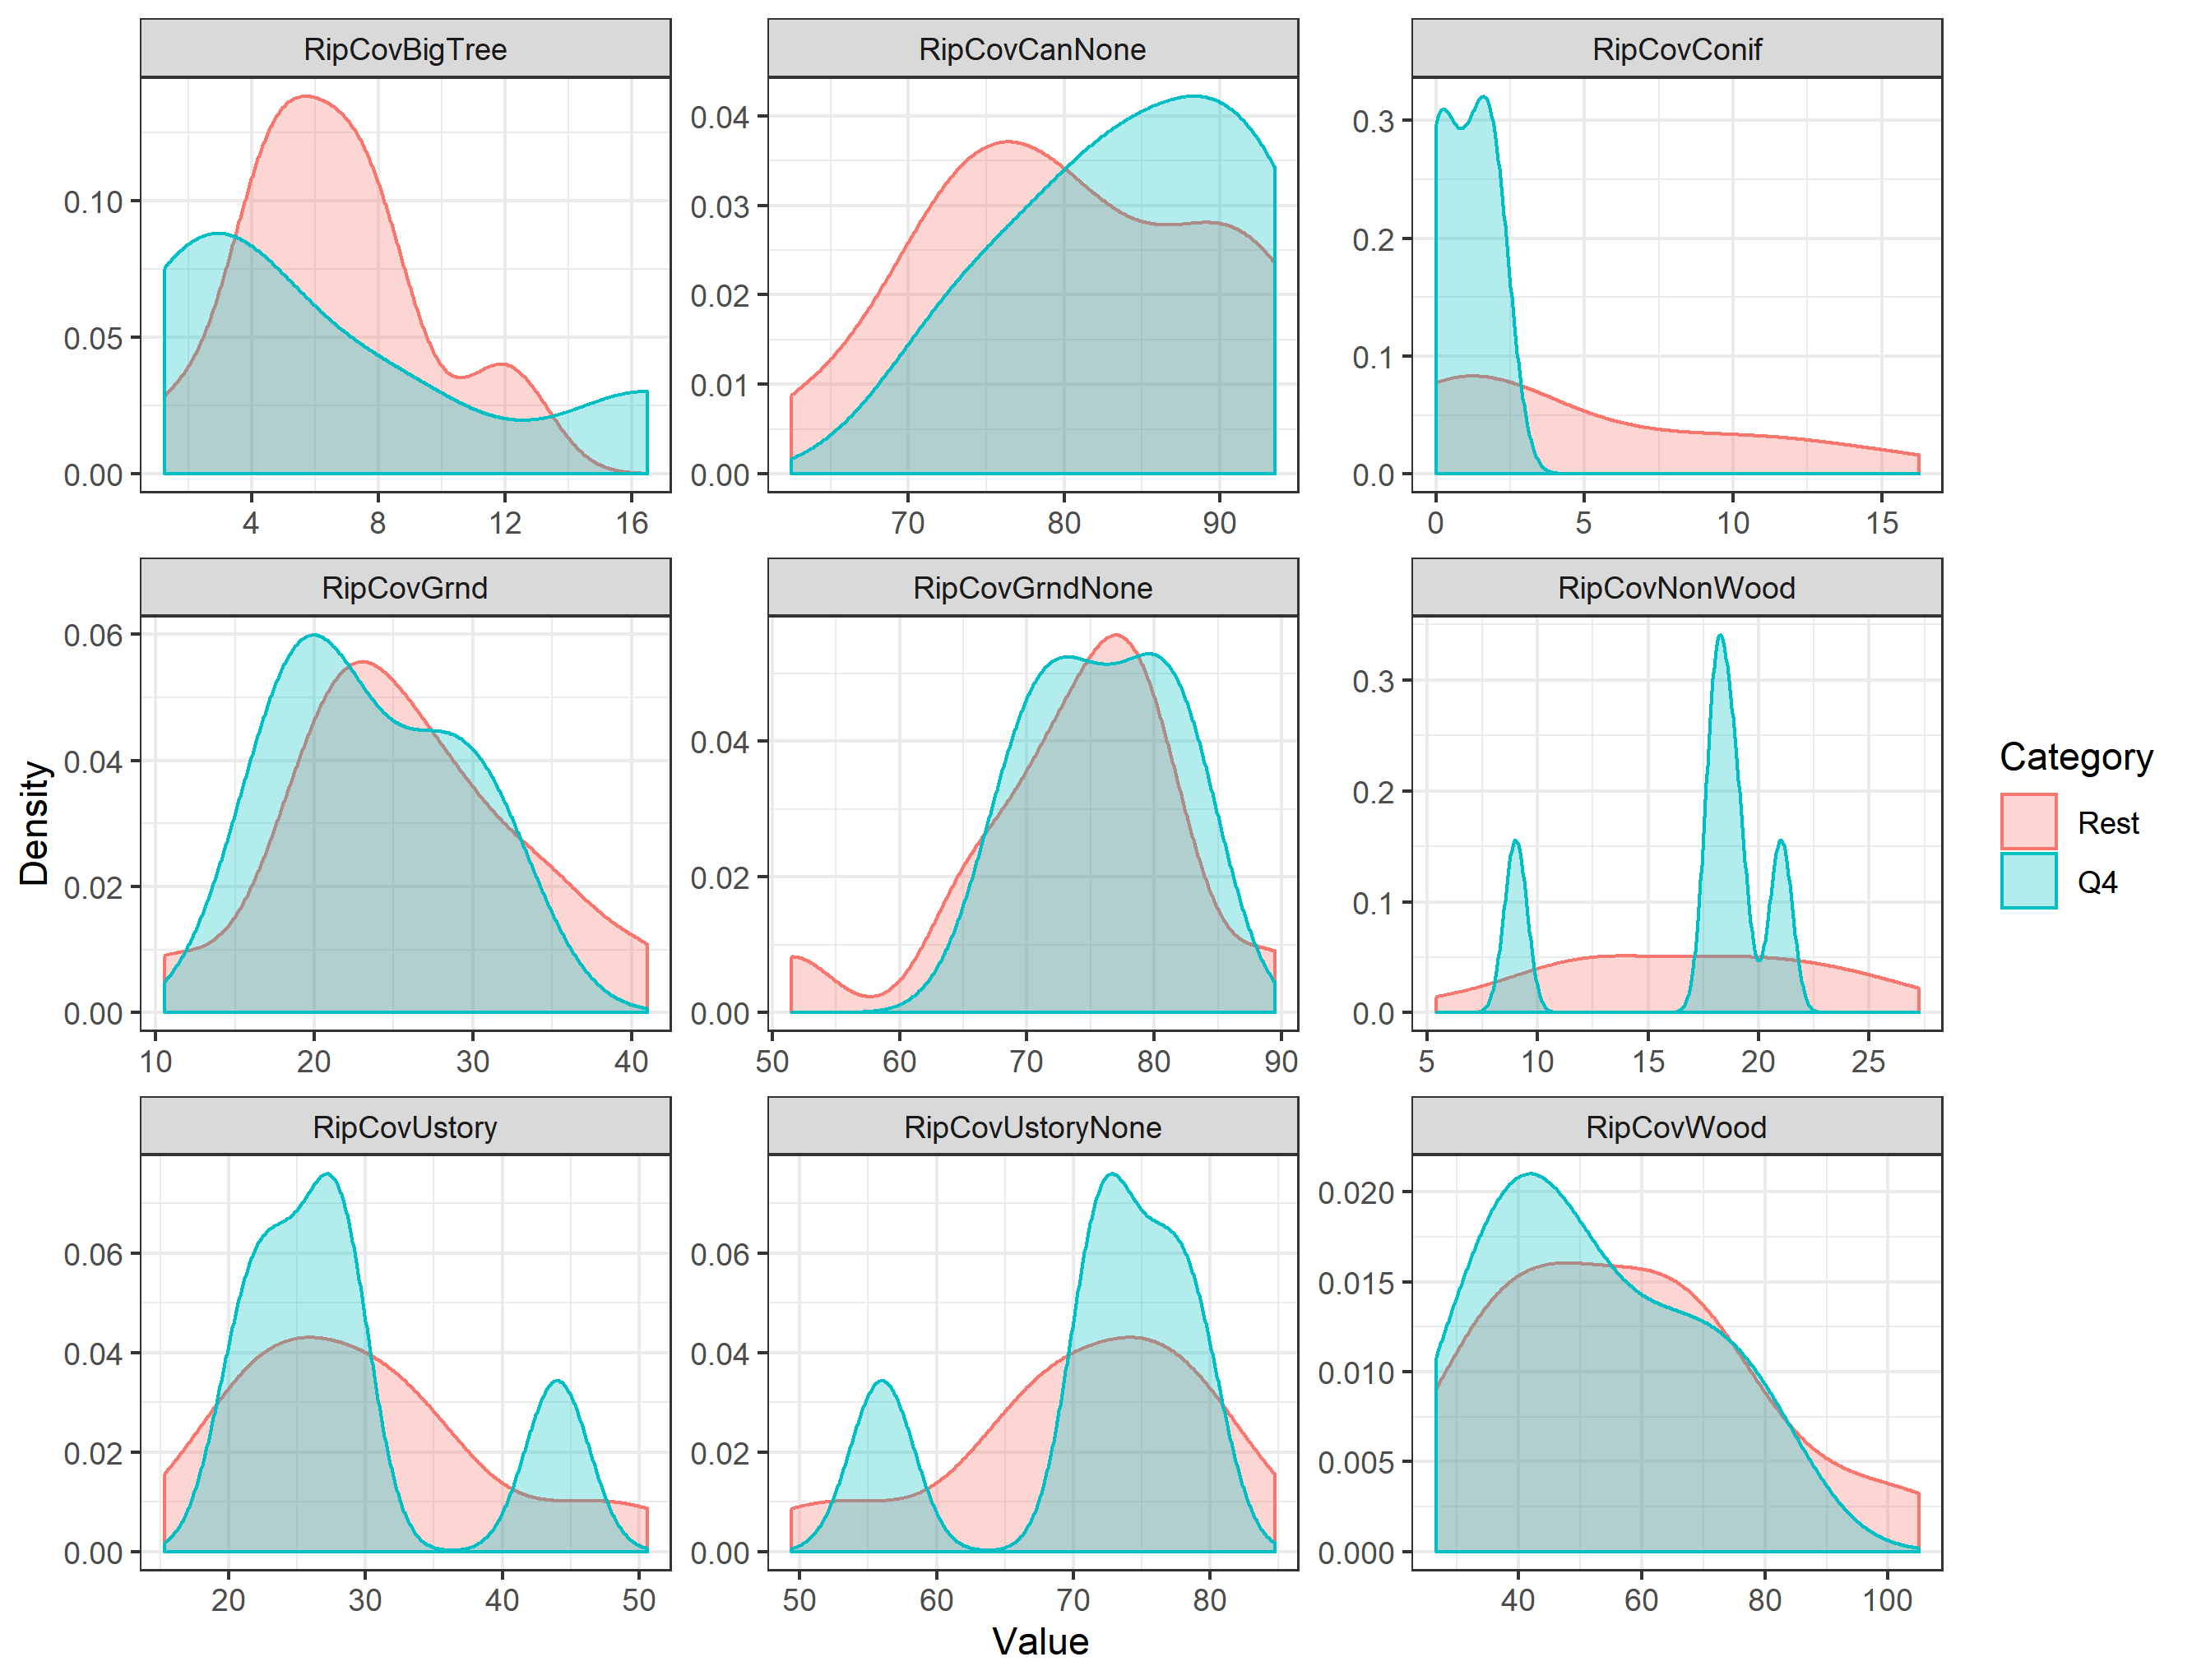 RipCovBigTree
RipCovCanNone
RipCovConif
0.10
0.05
0.00
4 8 12 16
0.04
0.03
0.02
0.01
0.00
70 80 90
0.3
0.2
0.1
0.0
0 5 10 15
RipCovGrnd
RipCovGrndNone
RipCovNonWood
0.06
0.04
0.02
0.00
10 20 30 40
0.04
0.02
0.00
50 60 70 80 90
0.3
0.2
0.1
0.0
5 10 15 20 25
RipCovUstory
RipCovUstoryNone
RipCovWood
0.06
0.04
0.02
0.00
20 30 40 50
0.06
0.04
0.02
0.00
50 60 70 80
0.020
0.015
0.010
0.005
0.000
40 60 80 100
Density
Value
Category
Rest
Q4